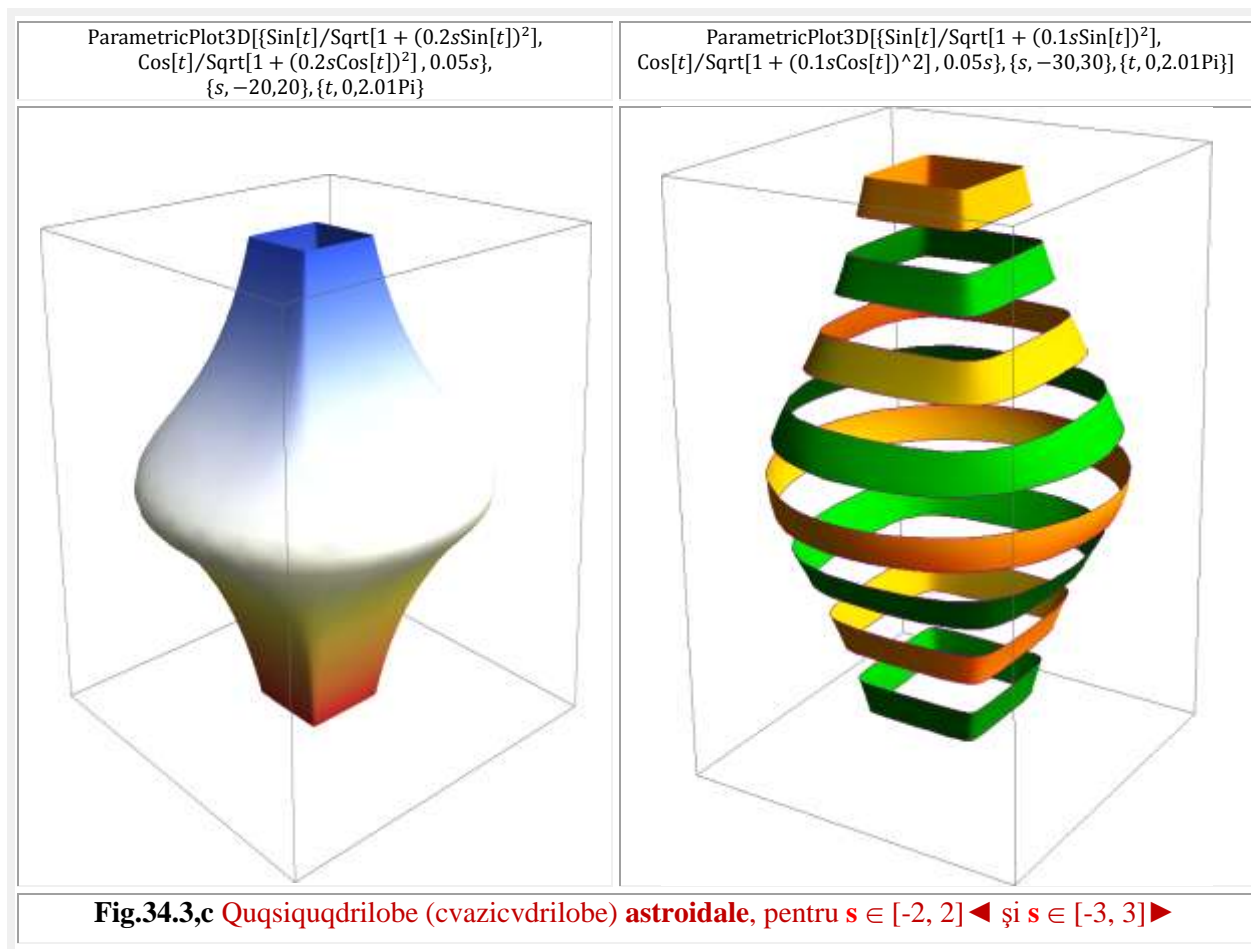 ParametricPlot3D[{Sin[t]/Sqrt[1 + (0.2sSin[t])²],
Cos[t]/Sqrt[1 + (0.2sCos[t])²] , 0.05s},
{s, −20,20}, {t, 0,2.01Pi}
ParametricPlot3D[{Sin[t]/Sqrt[1 + (0.1sSin[t])²],
Cos[t]/Sqrt[1 + (0.1sCos[t])^2] , 0.05s}, {s, −30,30}, {t, 0,2.01Pi}]
Fig.34.3,c Quqsiquqdrilobe (cvazicvdrilobe) astroidale, pentru s ∈ [-2, 2]◄ şi s ∈ [-3, 3]►